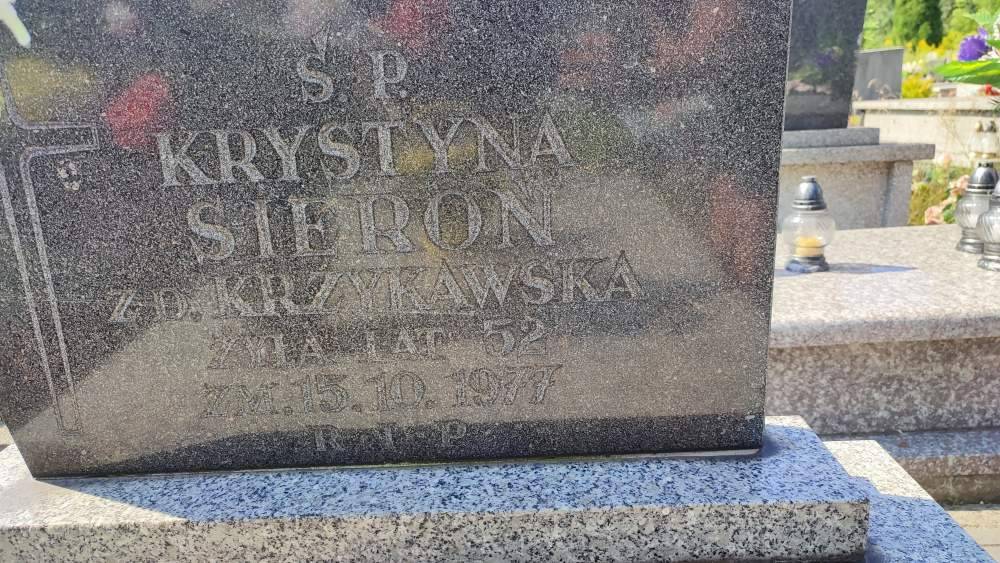 Ś. P.
KRYSTYNA
SIEROŃ
Z D. KRZYKAWSKA
ŻYŁA LAT 52
ZM. 15. 10. 1977
R I P